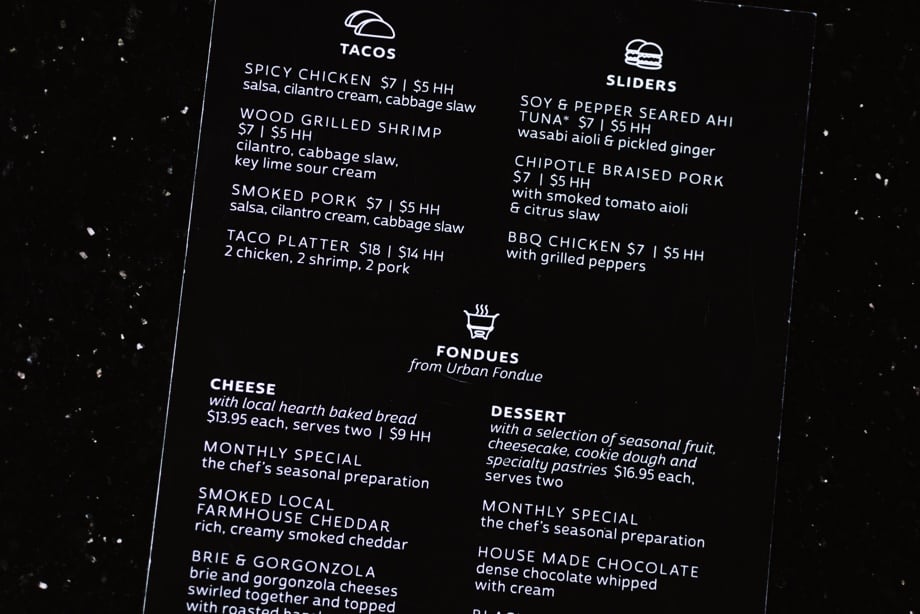 TACOS
SPICY CHICKEN $7 | $5 HH
salsa, cilantro cream, cabbage slaw
WOOD GRILLED SHRIMP
$7 | $5 HH
cilantro, cabbage slaw,
key lime sour cream
SMOKED PORK $7 | $5 HH
salsa, cilantro cream, cabbage slaw
TACO PLATTER $18 | $14 HH
2 chicken, 2 shrimp, 2 pork
SLIDERS
SOY & PEPPER SEARED AHI
TUNA* $7 | $5 HH
wasabi aioli & pickled ginger
CHIPOTLE BRAISED PORK
$7 | $5 HH
with smoked tomato aioli
& citrus slaw
BBQ CHICKEN $7 | $5 HH
with grilled peppers
FONDUES
from Urban Fondue
CHEESE
with local hearth baked bread
$13.95 each, serves two | $9 HH
MONTHLY SPECIAL
the chef's seasonal preparation
SMOKED LOCAL
FARMHOUSE CHEDDAR
rich, creamy smoked cheddar
BRIE & GORGONZOLA
brie and gorgonzola cheeses
swirled together and topped
with roasted
DESSERT
with a selection of seasonal fruit,
cheesecake, cookie dough and
specialty pastries $16.95 each,
serves two
MONTHLY SPECIAL
the chef's seasonal preparation
HOUSE MADE CHOCOLATE
dense chocolate whipped
with cream